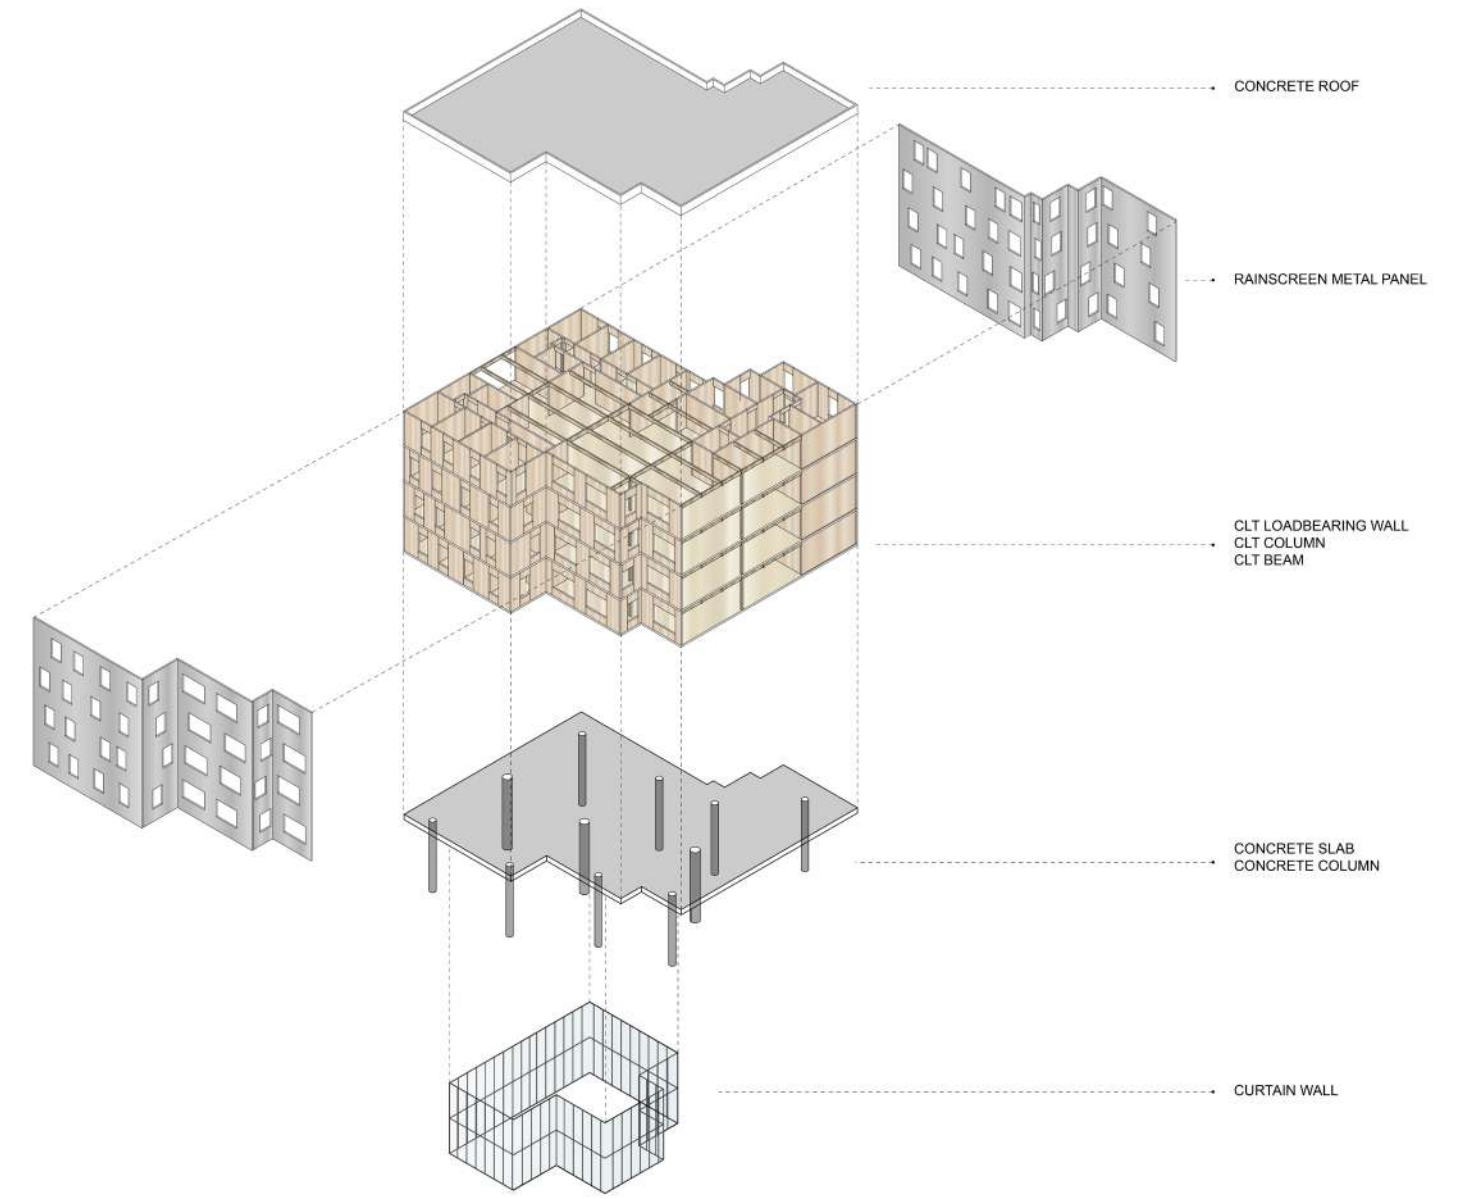 CONCRETE ROOF
RAINSCREEN METAL PANEL
CLT LOADBEARING WALL
CLT COLUMN
CLT BEAM
CONCRETE SLAB
CONCRETE COLUMN
CURTAIN WALL